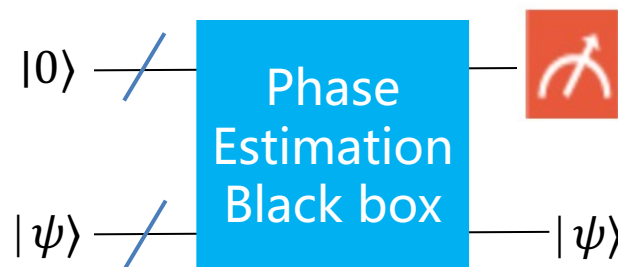 |0⟩
Phase
Estimation
Black box
|ψ⟩
|ψ⟩